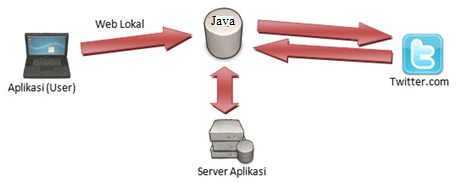 Web Lokal
Java
Aplikasi (User)
Twitter.com
Server Aplikasi